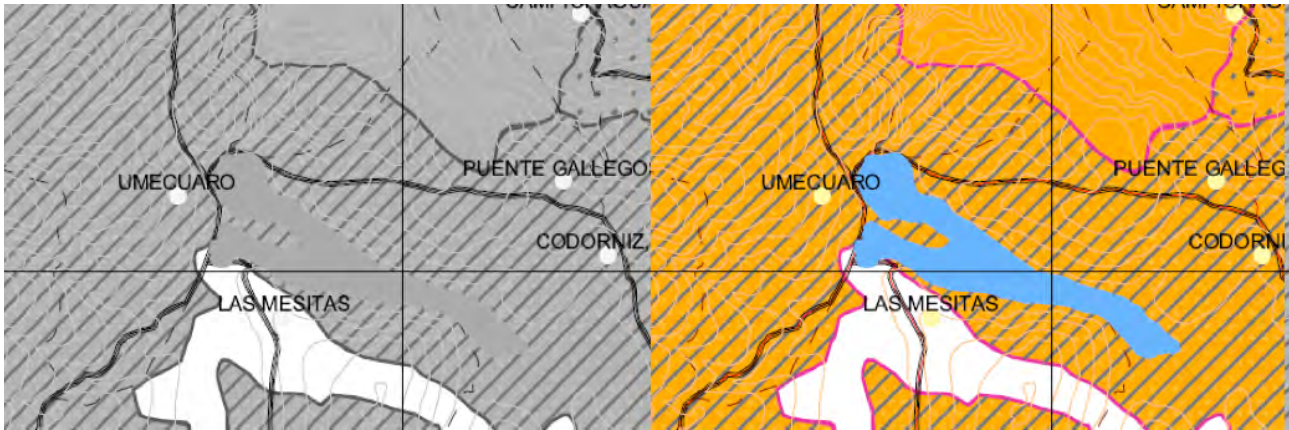 UMECUARO
PUENTE GALLEGOS
CODORNIZ,
LAS MESITAS
UMECUARO
PUENTE GALLEG
CODORNI
LAS MESITAS